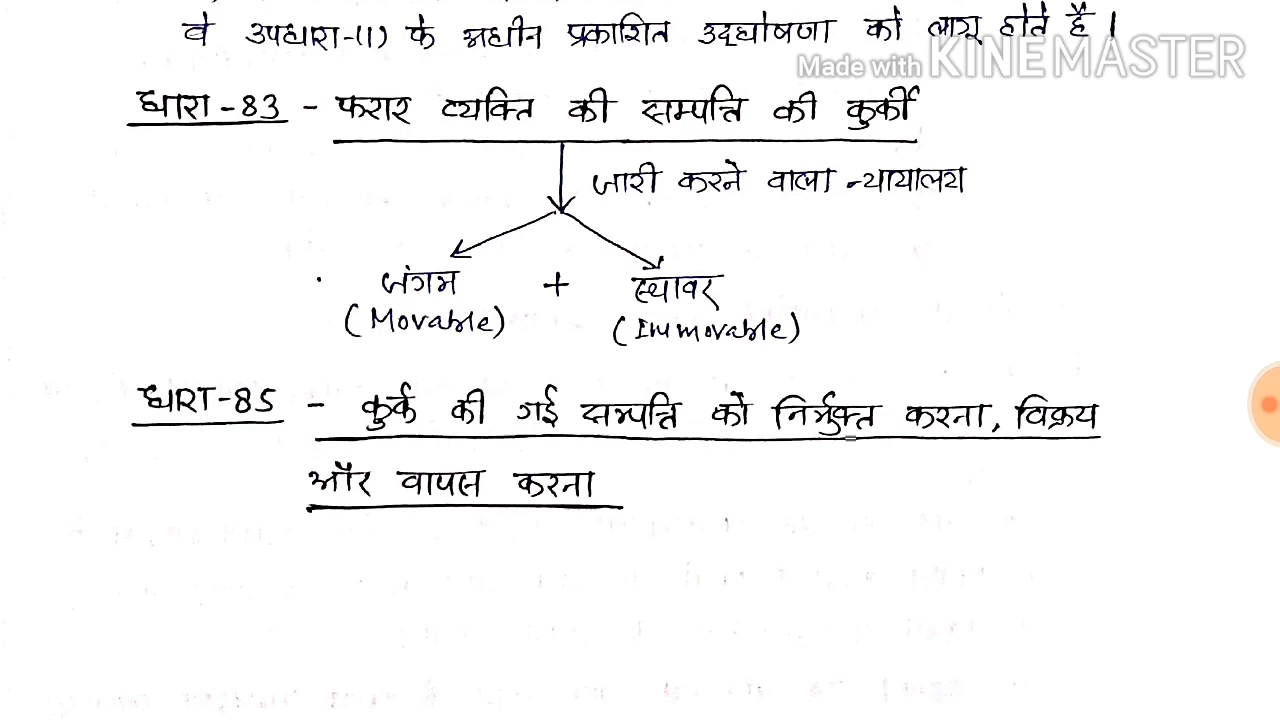 वे उपधारा-(1) के अधीन प्रकाशित उद्घोषणा को लागू होते है।
Made with KINEMASTER
धारा-83 - फरार व्यक्ति की सम्पत्ति की कुर्की
जारी करने वाला न्यायालय
जंगम + स्थावर
(Movable) (Immovable)
धारा-85 - कुर्क की गई सम्पत्ति को निर्मुक्त करना, विक्रय
और वापस करना